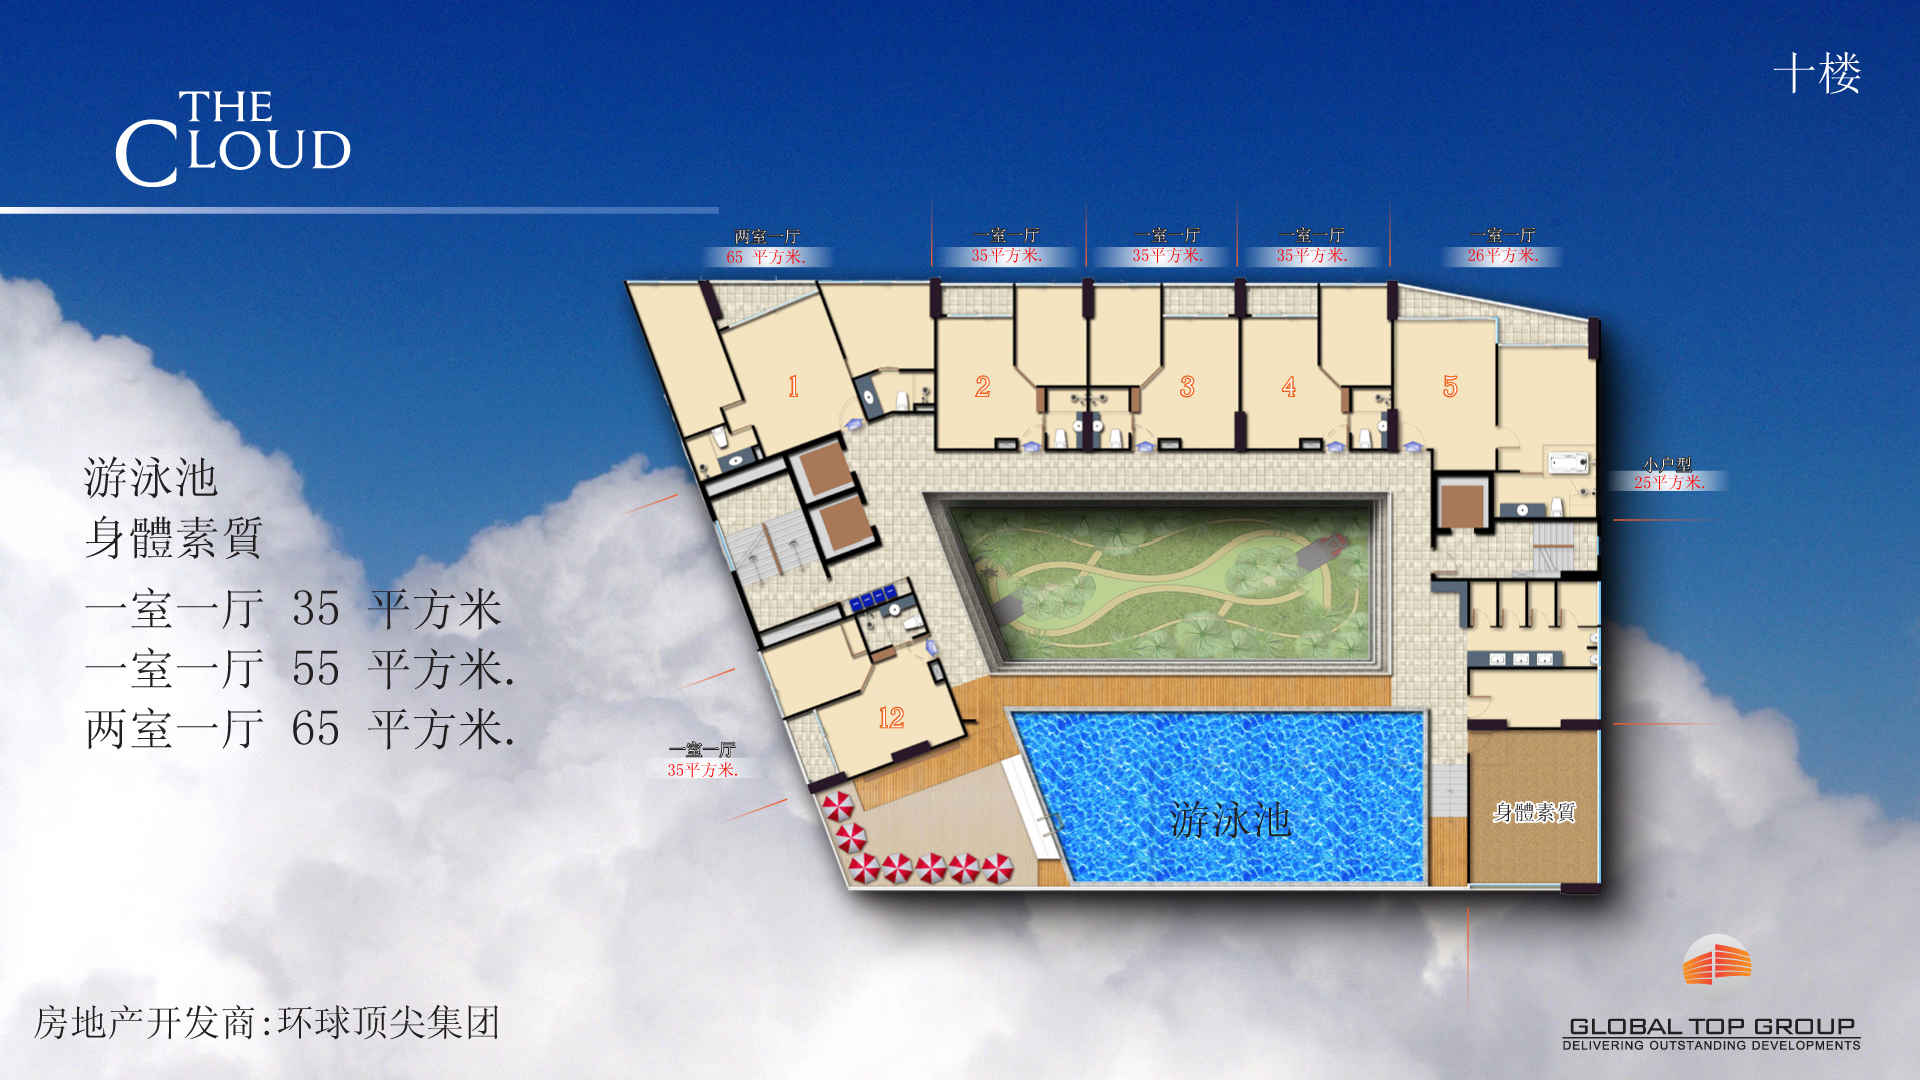 THE
CLOUD
十楼
两室一厅
65 平方米.
一室一厅
35平方米.
一室一厅
35平方米.
一室一厅
35平方米.
一室一厅
26平方米.
1
2
3
4
5
小户型
25平方米.
游泳池
身體素質
一室一厅 35 平方米
一室一厅 55 平方米.
两室一厅 65 平方米.
12
一室一厅
35平方米.
游泳池
身體素質
房地产开发商:环球顶尖集团
GLOBAL TOP GROUP
DELIVERING OUTSTANDING DEVELOPMENTS